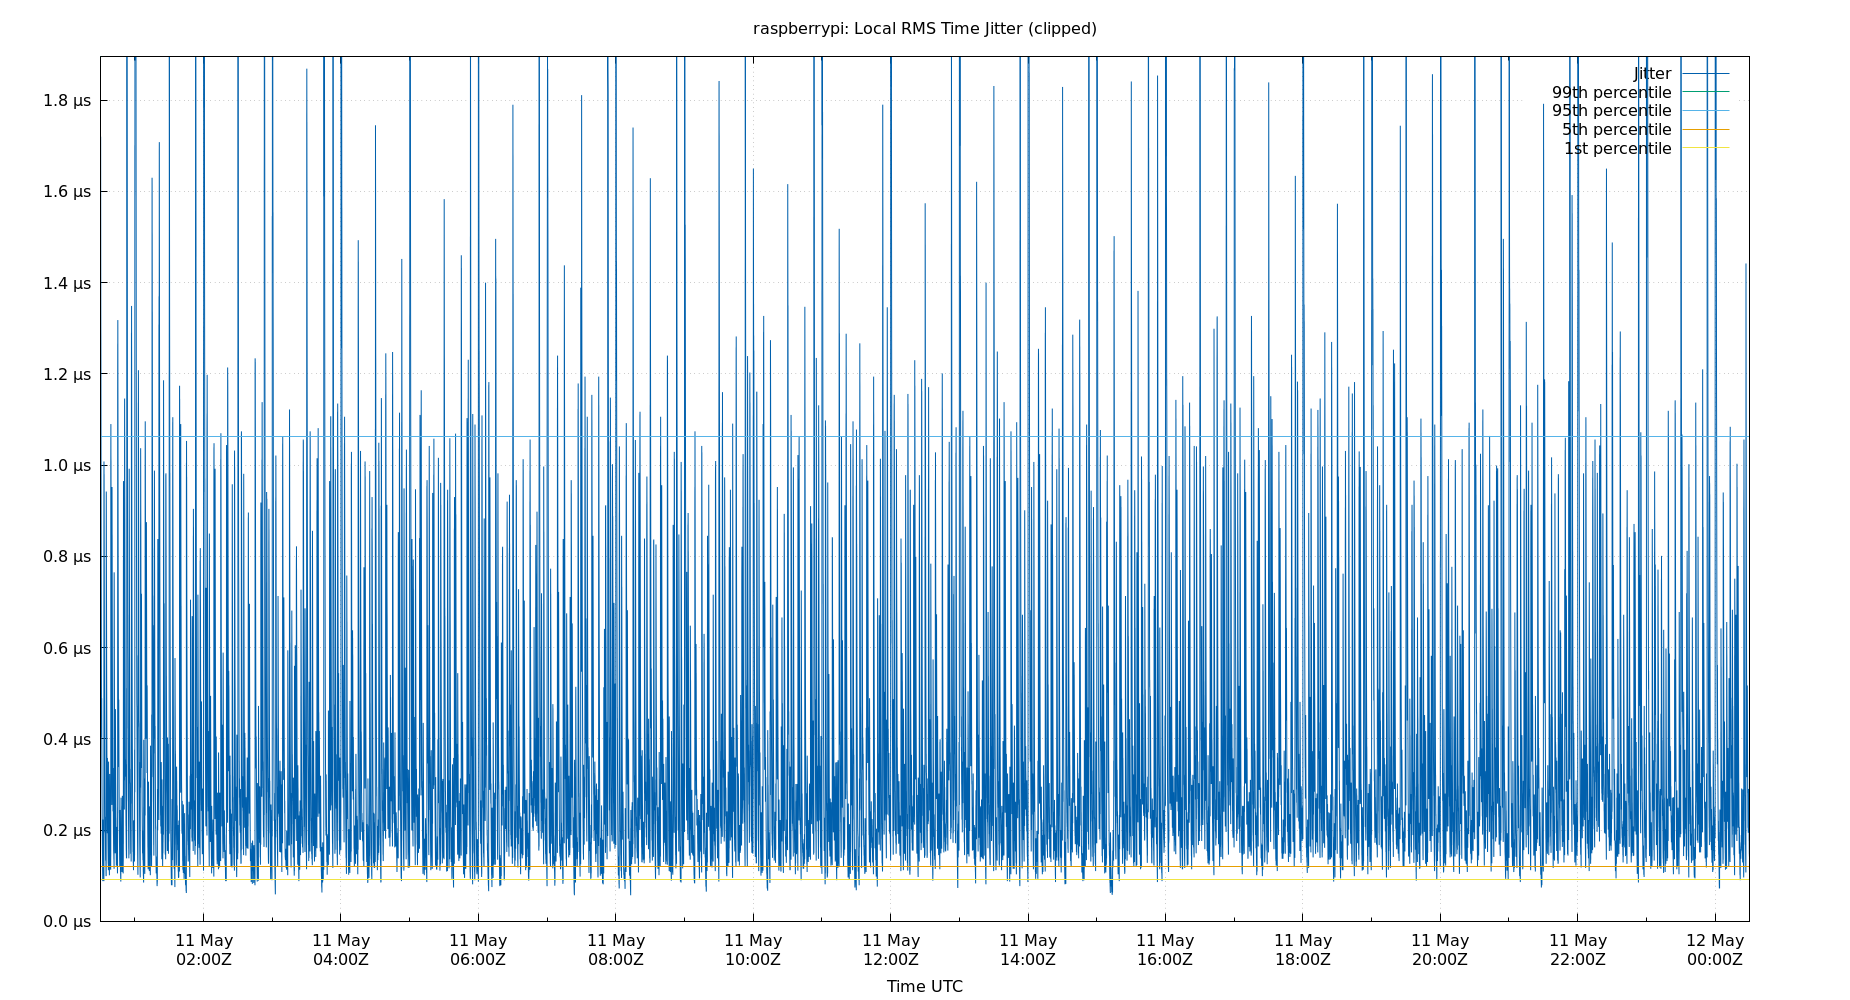 raspberrypi: Local RMS Time Jitter (clipped)
Jitter
99th percentile
95th percentile
5th percentile
1st percentile
1.8 µs
1.6 µs
1.4 µs
1.2 µs
1.0 µs
0.8 µs
0.6 µs
0.4 µs
0.2 µs
0.0 µs
11 May 11 May 11 May 11 May 11 May 11 May 11 May 11 May 11 May 11 May 11 May 12 May
02:00Z 04:00Z 06:00Z 08:00Z 10:00Z 12:00Z 14:00Z 16:00Z 18:00Z 20:00Z 22:00Z 00:00Z
Time UTC